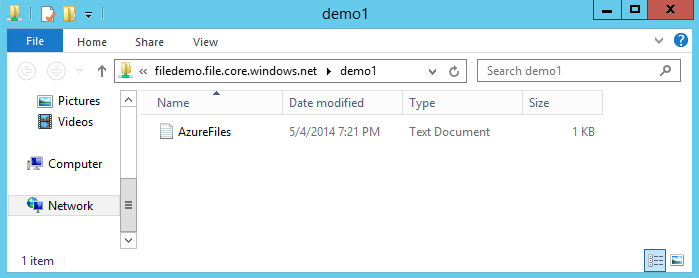 demo1
File Home Share View
« filedemo.file.core.windows.net demo1 Search demo1
Pictures Name Date modified Type Size
Videos AzureFiles 5/4/2014 7:21 PM Text Document 1 KB
Computer
Network
1 item